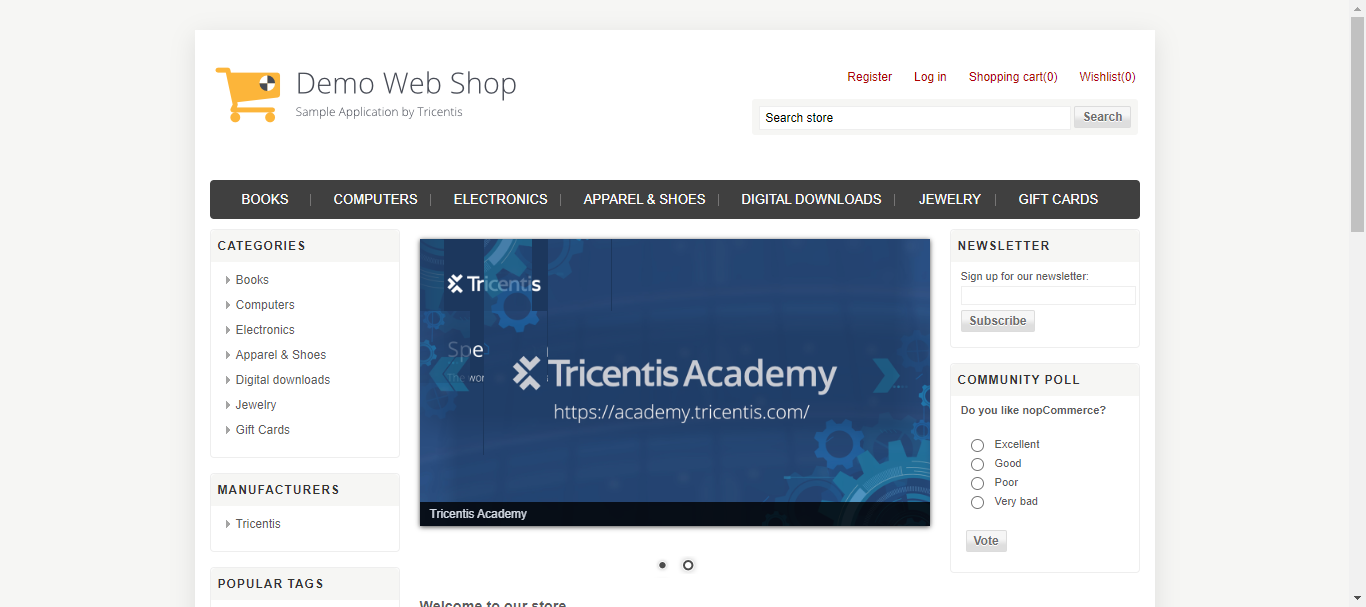 Demo Web Shop
Sample Application by Tricentis
Register Log in Shopping cart(0) Wishlist(0)
Search store Search
BOOKS COMPUTERS ELECTRONICS APPAREL & SHOES DIGITAL DOWNLOADS JEWELRY GIFT CARDS
CATEGORIES
Books
Computers
Electronics
Apparel & Shoes
Digital downloads
Jewelry
Gift Cards
MANUFACTURERS
Tricentis
POPULAR TAGS
Tricentis
Spe
Tricentis Academy
https://academy.tricentis.com/
Tricentis Academy
Welcome to our store
NEWSLETTER
Sign up for our newsletter:
Subscribe
COMMUNITY POLL
Do you like nopCommerce?
Excellent
Good
Poor
Very bad
Vote